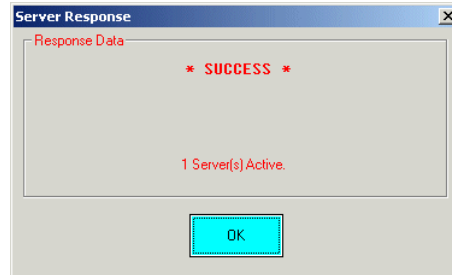 Server Response
Response Data
* SUCCESS *
1 Server(s) Active.
OK